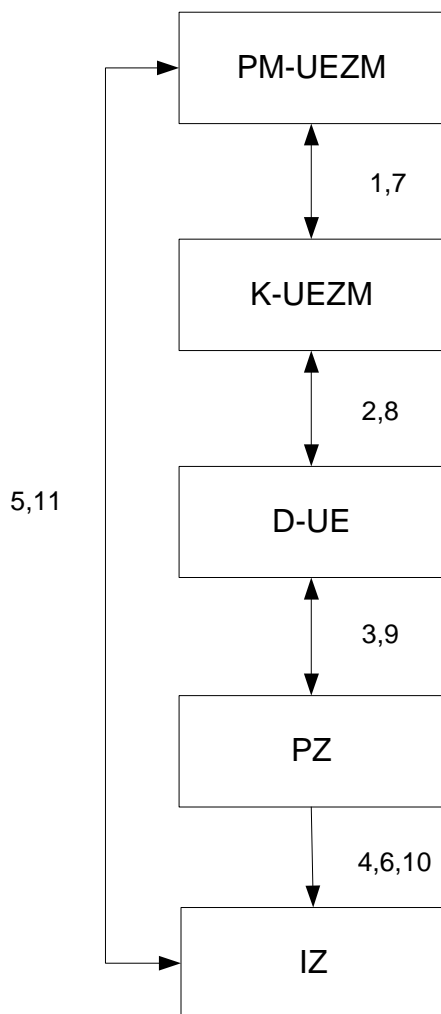 PM-UEZM
1,7
K-UEZM
2,8
5,11
D-UE
3,9
PZ
4,6,10
IZ